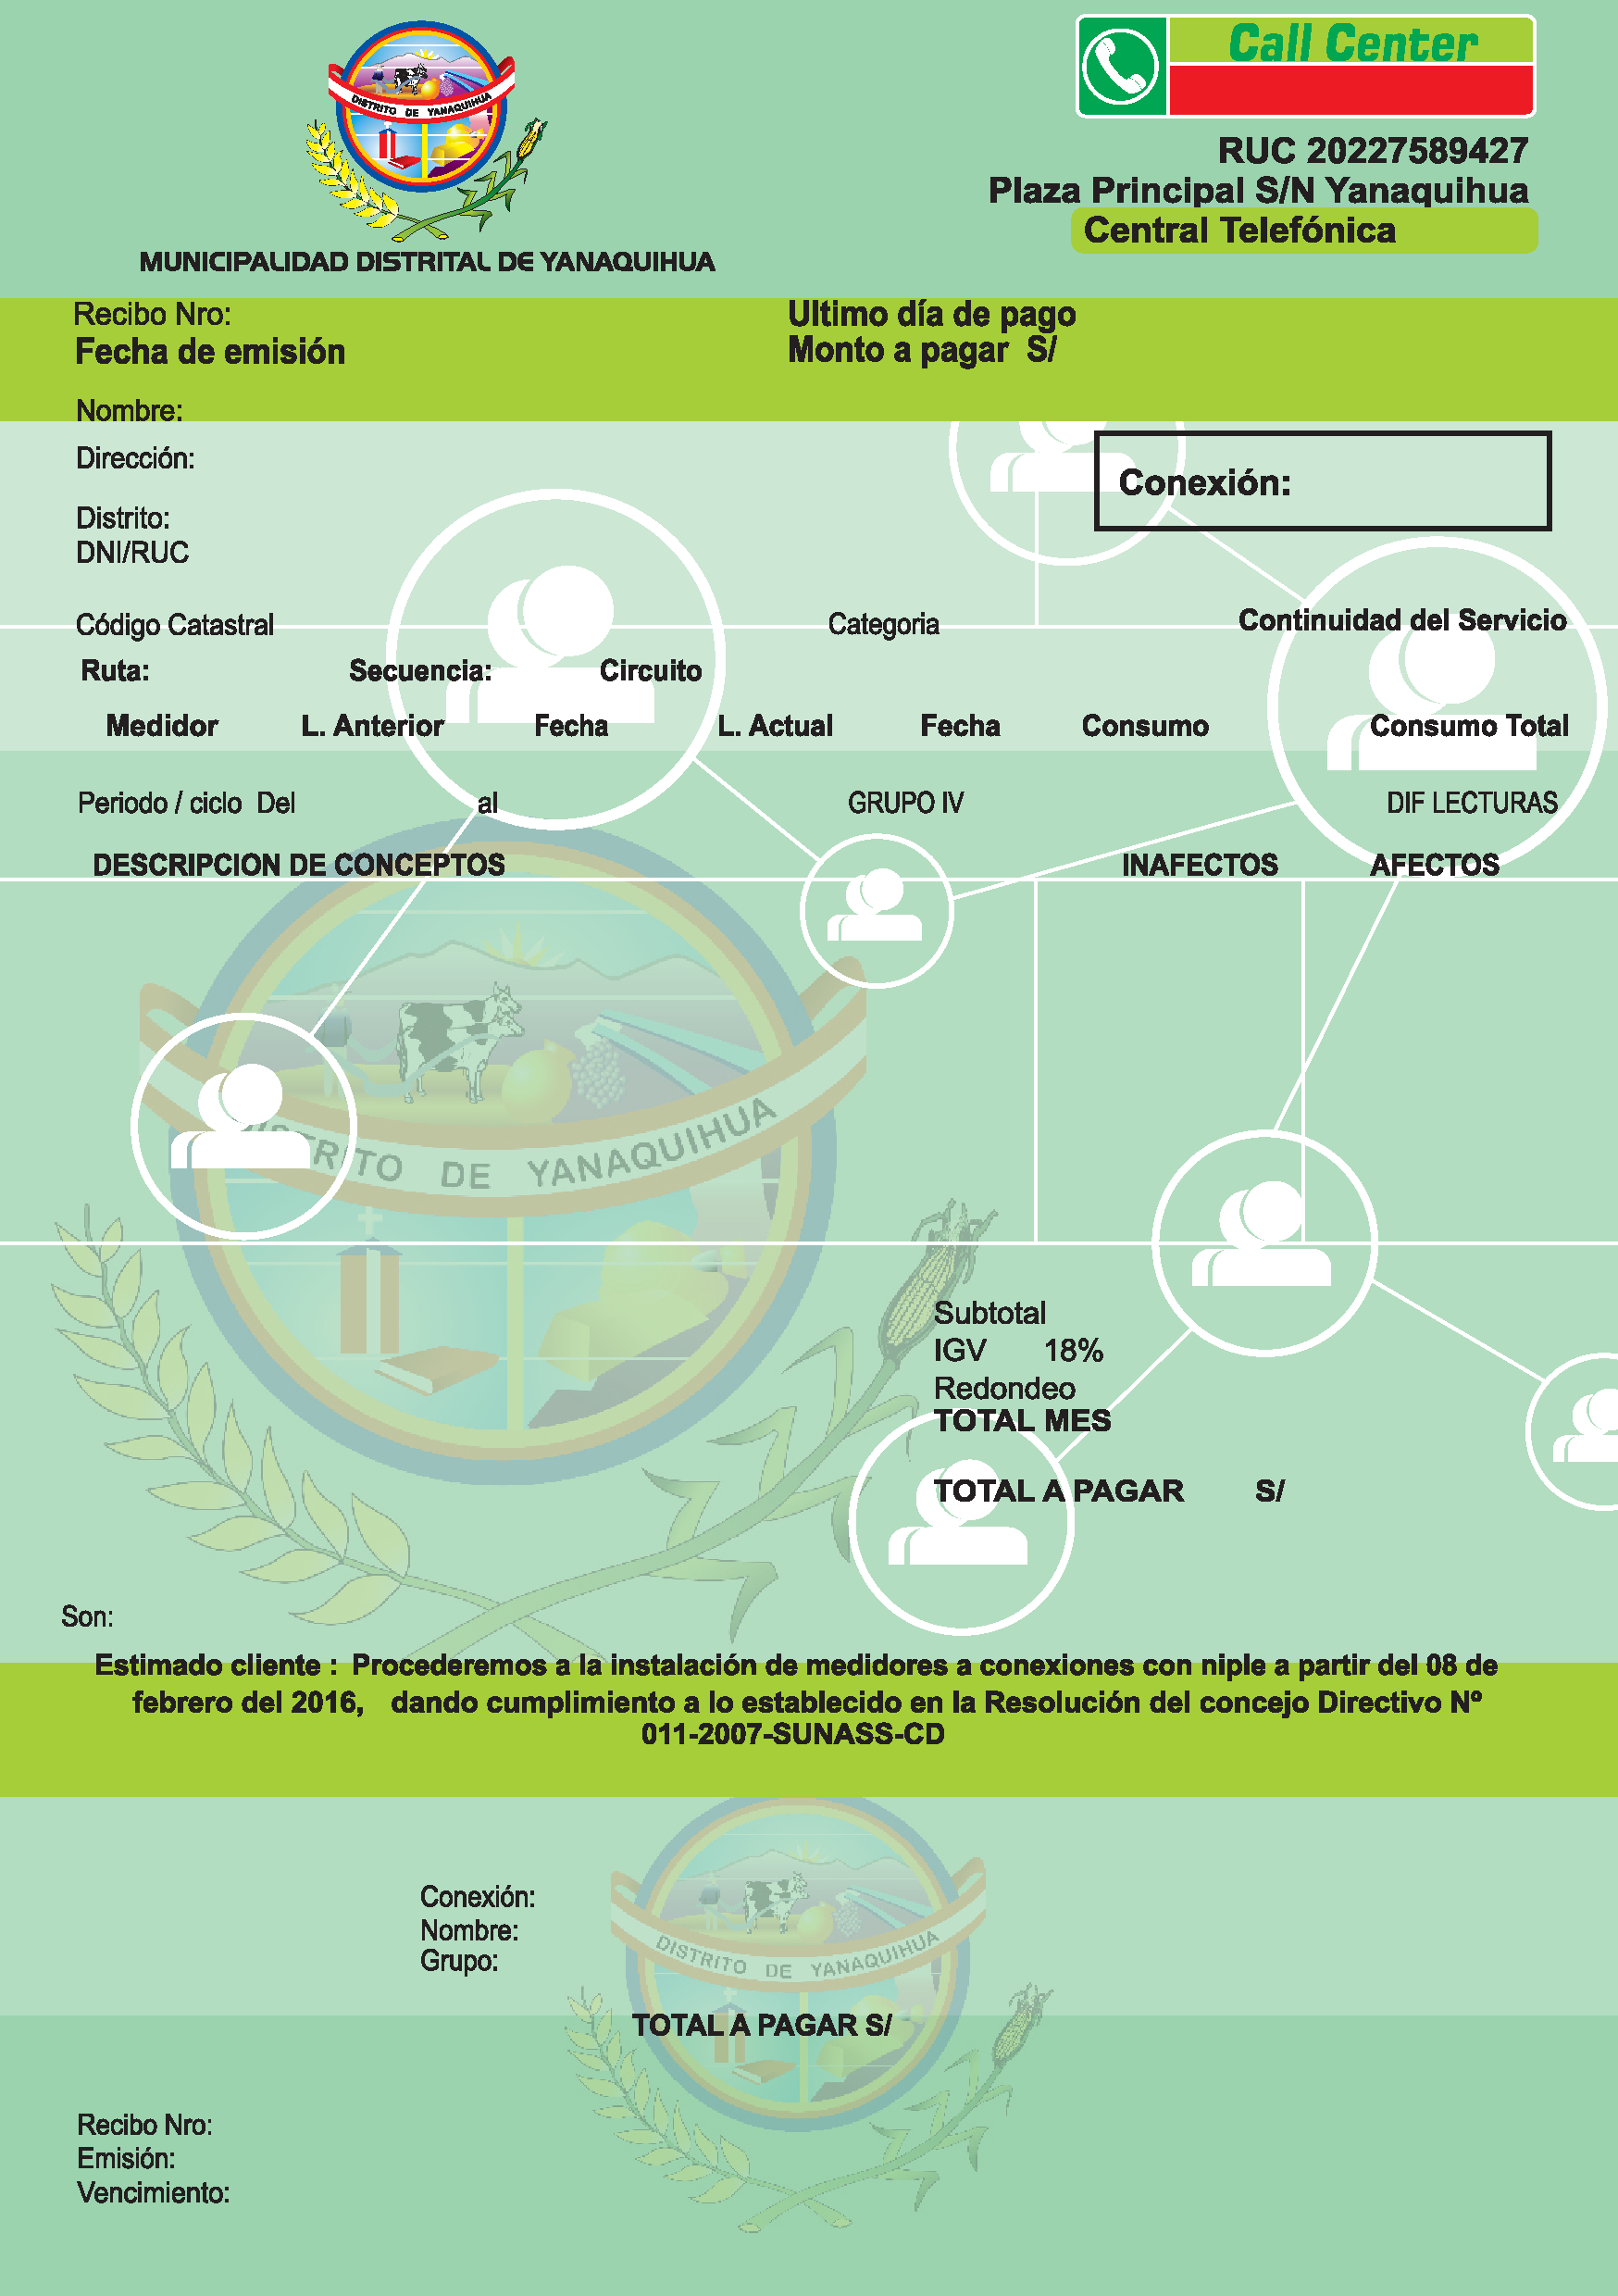 Call Center
DISTRITO DE YANAQUIHUA
RUC 20227589427
Plaza Principal S/N Yanaquihua
Central Telefónica
MUNICIPALIDAD DISTRITAL DE YANAQUIHUA
Recibo Nro: Ultimo día de pago
Fecha de emisión Monto a pagar S/
Nombre:
Dirección:
Conexión:
Distrito:
DNI/RUC
Código Catastral Categoria Continuidad del Servicio
Ruta: Secuencia: Circuito
Medidor L. Anterior Fecha L. Actual Fecha Consumo Consumo Total
Periodo / ciclo Del al GRUPO IV DIF LECTURAS
DESCRIPCION DE CONCEPTOS INAFECTOS AFECTOS
DISTRITO DE YANAQUIHUA
Subtotal
IGV 18%
Redondeo
TOTAL MES
TOTAL A PAGAR S/
Son:
Estimado cliente : Procederemos a la instalación de medidores a conexiones con niple a partir del 08 de
febrero del 2016, dando cumplimiento a lo establecido en la Resolución del concejo Directivo Nº
011-2007-SUNASS-CD
Conexión:
Nombre:
Grupo:
DISTRITO DE YANAQUIHUA
TOTAL A PAGAR S/
Recibo Nro:
Emisión:
Vencimiento: